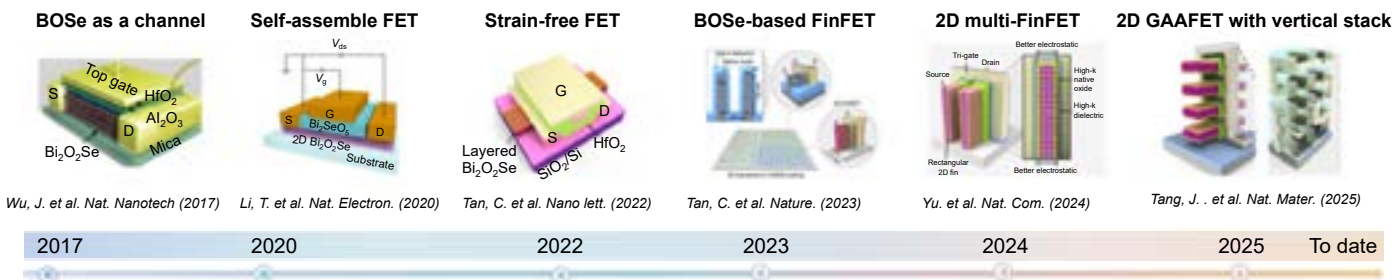 BOSe as a channel
Self-assemble FET
Strain-free FET
BOSe-based FinFET
2D multi-FinFET
2D GAAFET with vertical stack
Top gate
S
HfO₂
Al₂O₃
D
Mica
Bi₂O₂Se
V_ds
V_g
S
G
D
Bi₂SeO₅
2D Bi₂O₂Se
Substrate
G
D
S
HfO₂
Layered
Bi₂O₂Se
SiO₂/Si
Better electrostatic
Tri-gate
Source
Drain
High-k
native
oxide
High-k
dielectric
Rectangular
2D fin
Better electrostatic
Wu, J. et al. Nat. Nanotech (2017)
Li, T. et al. Nat. Electron. (2020)
Tan, C. et al. Nano lett. (2022)
Tan, C. et al. Nature. (2023)
Yu. et al. Nat. Com. (2024)
Tang, J. . et al. Nat. Mater. (2025)
2017
2020
2022
2023
2024
2025
To date